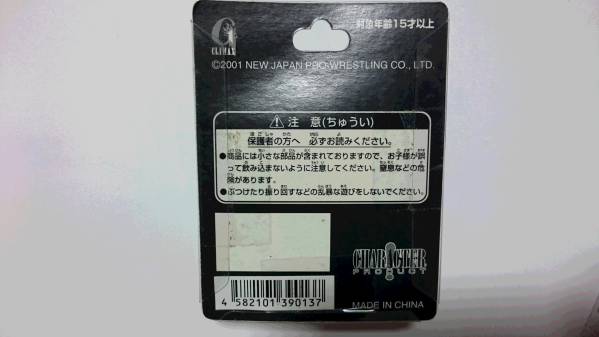 対象年齢15才以上
CLIMAX
©2001 NEW JAPAN PRO-WRESTLING CO., LTD.
⚠注 意(ちゅうい)
保護者の方へ 必ずお読みください。
●商品には小さな部品が含まれておりますので、お子様が誤
って飲み込まないように注意してください。窒息などの危
険があります。
●ぶつけたり振り回すなどの乱暴な遊びをしないでください。
CHARACTER
PRODUCT
4 582101 390137
MADE IN CHINA